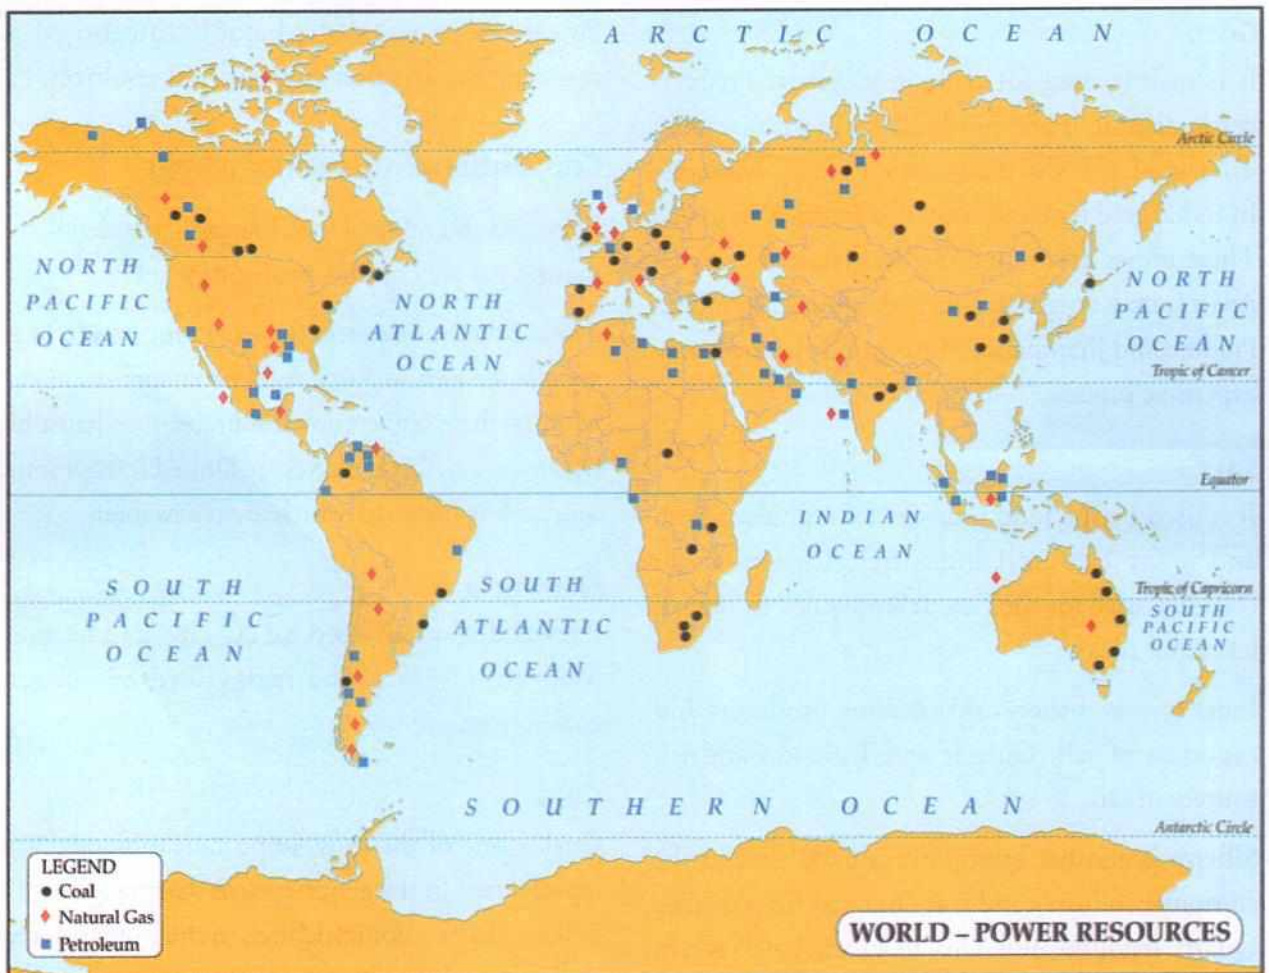 ARCTIC OCEAN
Arctic Circle
NORTH
PACIFIC
OCEAN
NORTH
ATLANTIC
OCEAN
NORTH
PACIFIC
OCEAN
Tropic of Cancer
Equator
INDIAN
OCEAN
SOUTH
PACIFIC
OCEAN
SOUTH
ATLANTIC
OCEAN
Tropic of Capricorn
SOUTH
PACIFIC
OCEAN
SOUTHERN OCEAN
Antarctic Circle
LEGEND
Coal
Natural Gas
Petroleum
WORLD – POWER RESOURCES